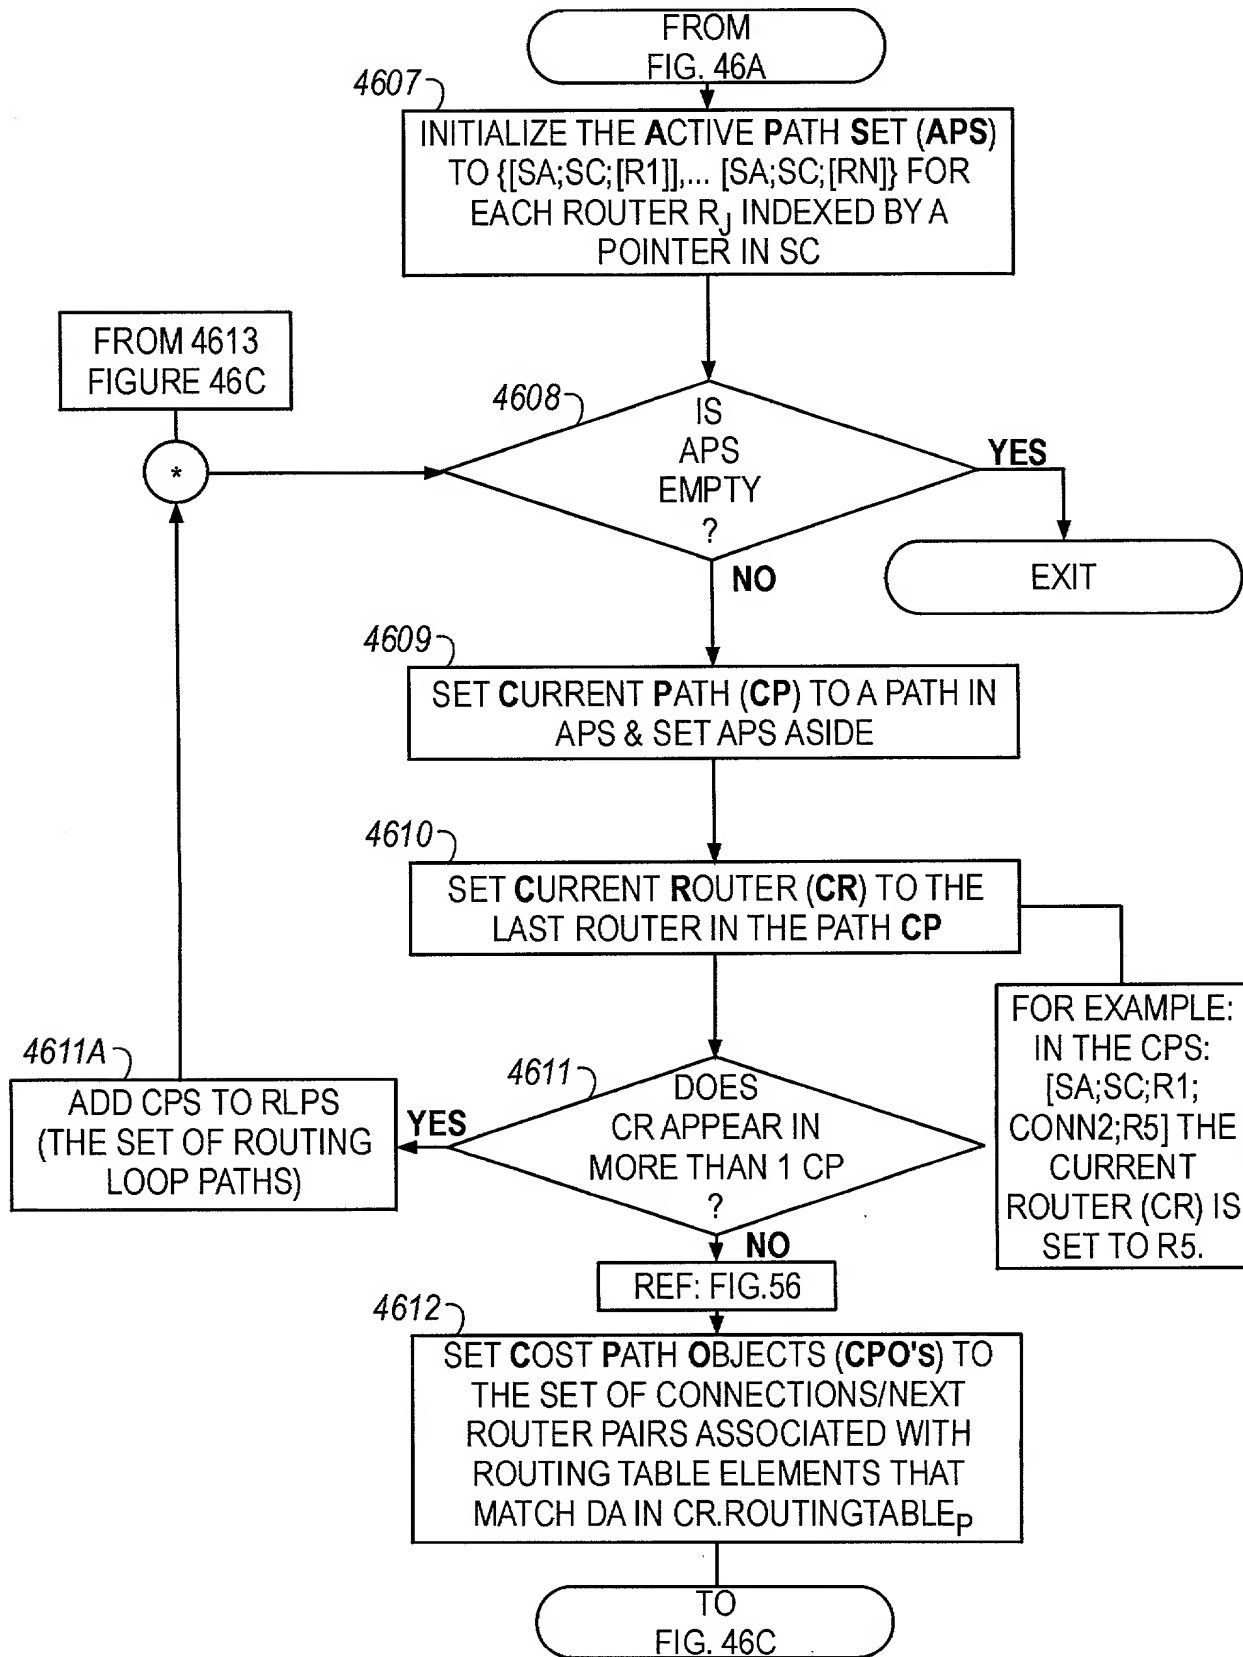 FROM
FIG. 46A
4607
INITIALIZE THE ACTIVE PATH SET (APS)
TO {[SA;SC;[R1]],... [SA;SC;[RN]} FOR
EACH ROUTER RJ INDEXED BY A
POINTER IN SC
FROM 4613
FIGURE 46C
*
4608
IS
APS
EMPTY
?
YES
EXIT
NO
4609
SET CURRENT PATH (CP) TO A PATH IN
APS & SET APS ASIDE
4610
SET CURRENT ROUTER (CR) TO THE
LAST ROUTER IN THE PATH CP
FOR EXAMPLE:
IN THE CPS:
[SA;SC;R1;
CONN2;R5] THE
CURRENT
ROUTER (CR) IS
SET TO R5.
4611
DOES
CR APPEAR IN
MORE THAN 1 CP
?
YES
4611A
ADD CPS TO RLPS
(THE SET OF ROUTING
LOOP PATHS)
NO
REF: FIG.56
4612
SET COST PATH OBJECTS (CPO'S) TO
THE SET OF CONNECTIONS/NEXT
ROUTER PAIRS ASSOCIATED WITH
ROUTING TABLE ELEMENTS THAT
MATCH DA IN CR.ROUTINGTABLEP
TO
FIG. 46C